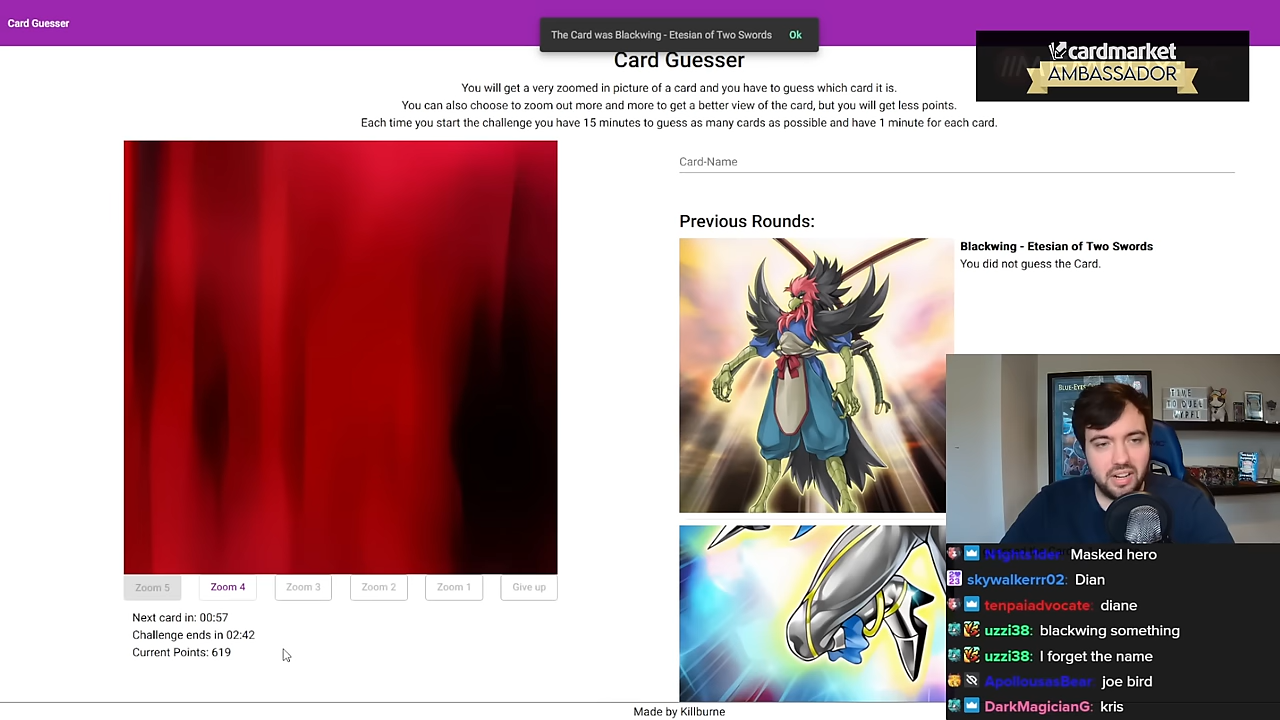 Card Guesser
The Card was Blackwing - Etesian of Two Swords Ok
cardmarket
AMBASSADOR
Card Guesser
You will get a very zoomed in picture of a card and you have to guess which card it is.
You can also choose to zoom out more and more to get a better view of the card, but you will get less points.
Each time you start the challenge you have 15 minutes to guess as many cards as possible and have 1 minute for each card.
Card-Name
Previous Rounds:
Blackwing - Etesian of Two Swords
You did not guess the Card.
Zoom 5 Zoom 4 Zoom 3 Zoom 2 Zoom 1 Give up
Next card in: 00:57
Challenge ends in 02:42
Current Points: 619
BLUE-EYES
TIME
TO DUEL
Masked hero
skywalkerrr02: Dian
tenpaiadvocate: diane
uzzi38: blackwing something
uzzi38: I forget the name
ApollousasBear joe bird
DarkMagicianG: kris
Made by Killburne